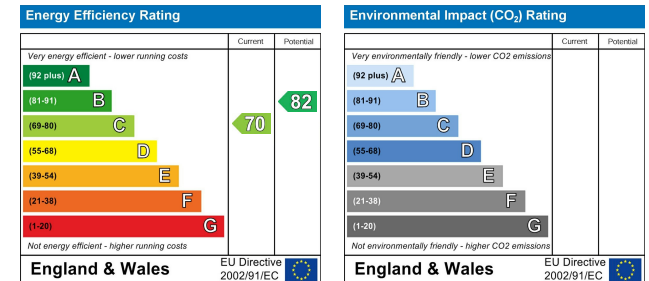 Energy Efficiency Rating
Current Potential
Very energy efficient - lower running costs
(92 plus) A
(81-91) B
82
(69-80) C
70
(55-68) D
(39-54) E
(21-38) F
(1-20) G
Not energy efficient - higher running costs
England & Wales
EU Directive
2002/91/EC
Environmental Impact (CO₂) Rating
Current Potential
Very environmentally friendly - lower CO2 emissions
(92 plus) A
(81-91) B
(69-80) C
(55-68) D
(39-54) E
(21-38) F
(1-20) G
Not environmentally friendly - higher CO2 emissions
England & Wales
EU Directive
2002/91/EC